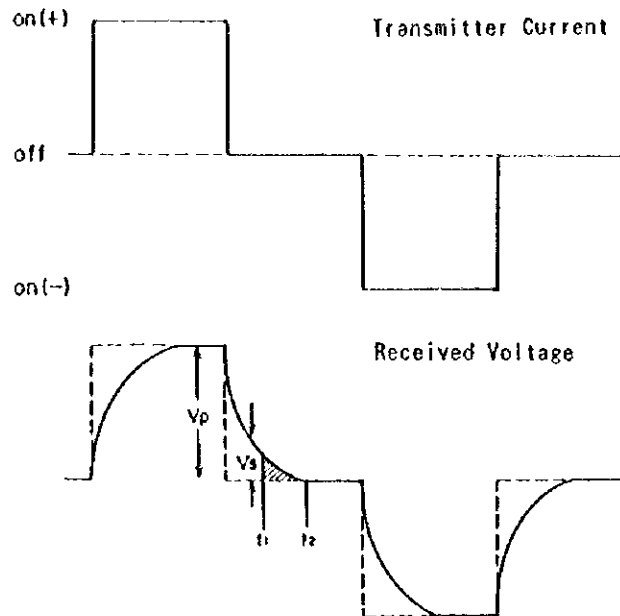 on(+)
Transmitter Current
off
on(-)
Received Voltage
Vp
Vs
t1
t2